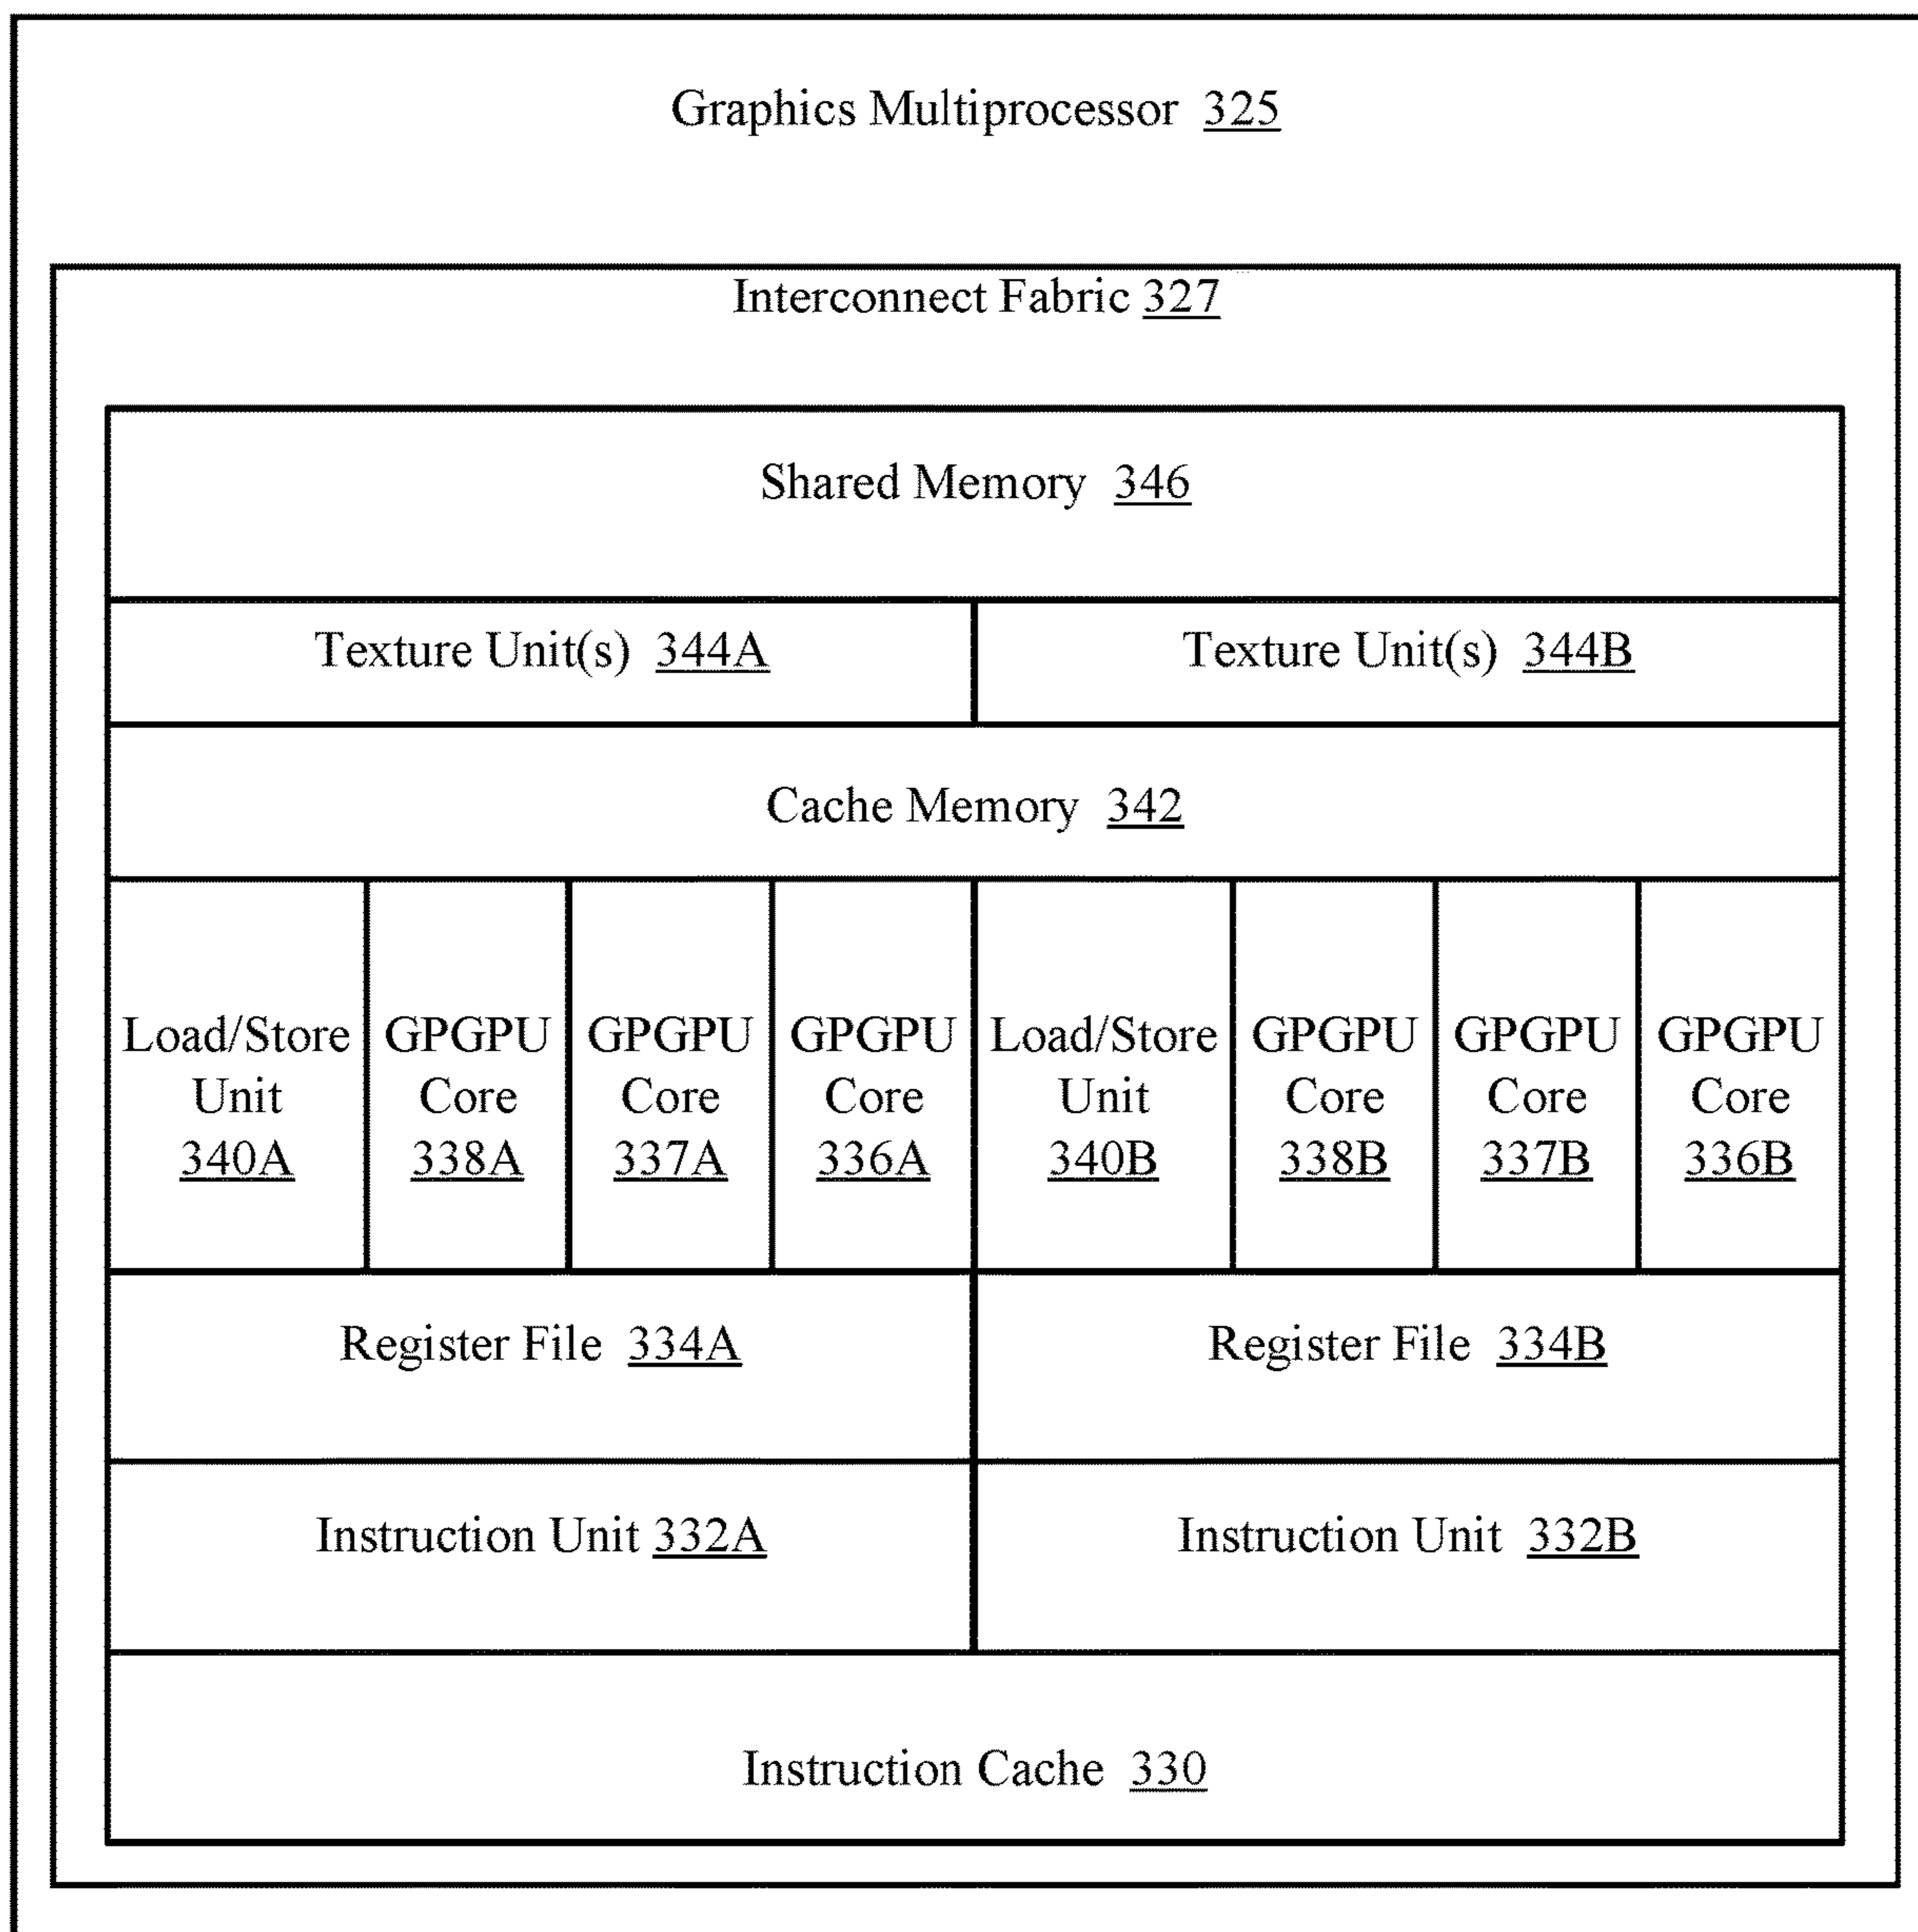 Graphics Multiprocessor 325
Interconnect Fabric 327
Shared Memory 346
Texture Unit(s) 344A
Texture Unit(s) 344B
Cache Memory 342
Load/Store
Unit
340A
GPGPU
Core
338A
GPGPU
Core
337A
GPGPU
Core
336A
Load/Store
Unit
340B
GPGPU
Core
338B
GPGPU
Core
337B
GPGPU
Core
336B
Register File 334A
Register File 334B
Instruction Unit 332A
Instruction Unit 332B
Instruction Cache 330